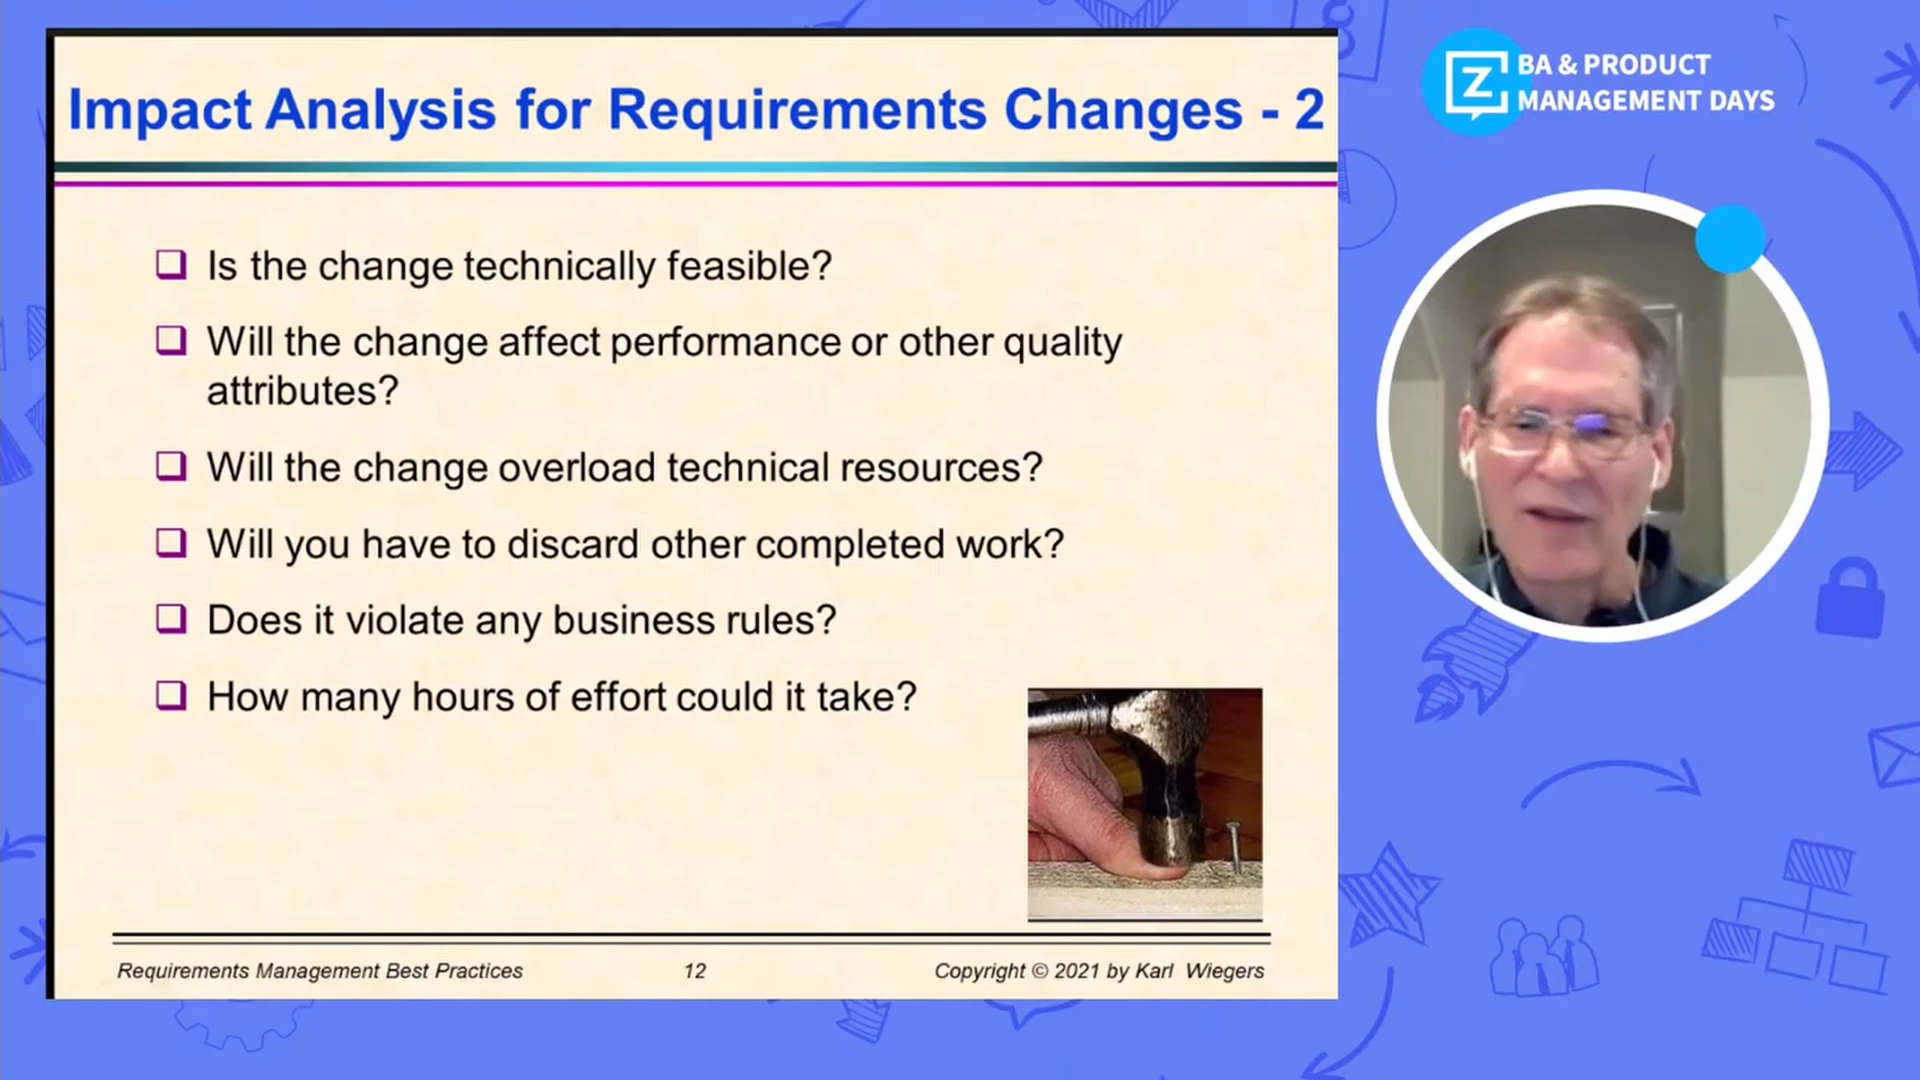 Impact Analysis for Requirements Changes - 2
Is the change technically feasible?
Will the change affect performance or other quality
attributes?
Will the change overload technical resources?
Will you have to discard other completed work?
Does it violate any business rules?
How many hours of effort could it take?
Requirements Management Best Practices
12
Copyright © 2021 by Karl Wiegers
Z
BA & PRODUCT
MANAGEMENT DAYS